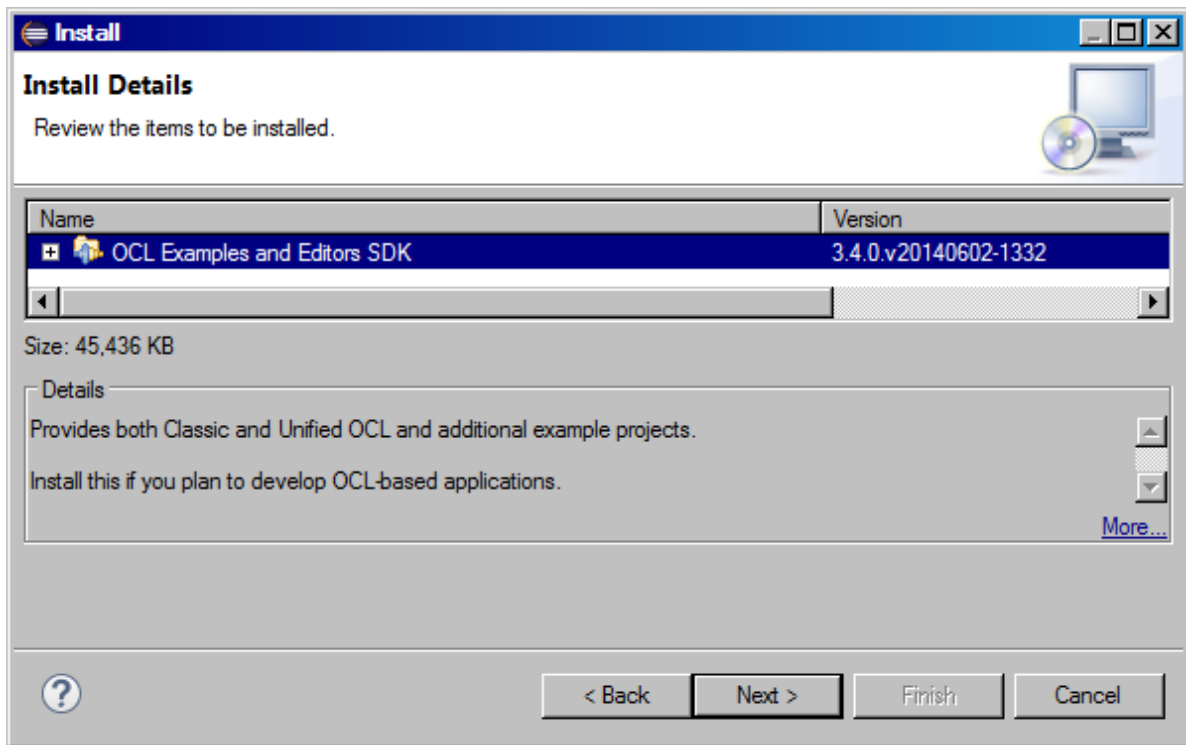 Install
Install Details
Review the items to be installed.
Name Version
OCL Examples and Editors SDK 3.4.0.v20140602-1332
Size: 45,436 KB
Details
Provides both Classic and Unified OCL and additional example projects.
Install this if you plan to develop OCL-based applications.
More...
? < Back Next > Finish Cancel